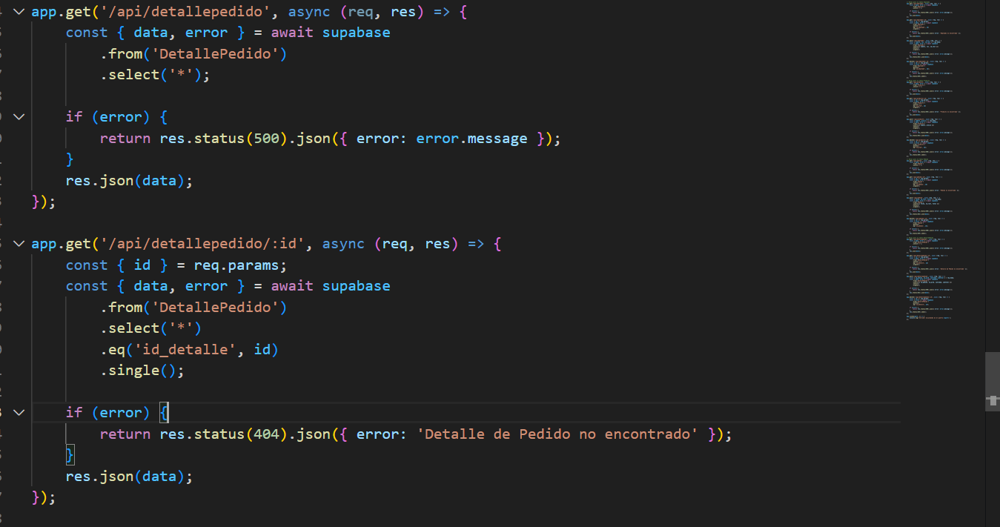 app.get('/api/detallepedido', async (req, res) => {
    const { data, error } = await supabase
        .from('DetallePedido')
        .select('*');

    if (error) {
        return res.status(500).json({ error: error.message });
    }
    res.json(data);
});

app.get('/api/detallepedido/:id', async (req, res) => {
    const { id } = req.params;
    const { data, error } = await supabase
        .from('DetallePedido')
        .select('*')
        .eq('id_detalle', id)
        .single();

    if (error) {
        return res.status(404).json({ error: 'Detalle de Pedido no encontrado' });
    }
    res.json(data);
});